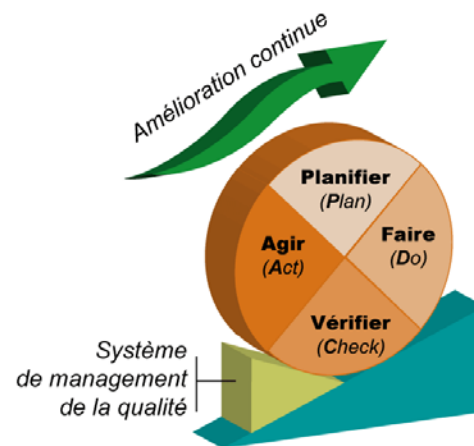 Amélioration continue
Planifier
(Plan)
Faire
(Do)
Agir
(Act)
Vérifier
(Check)
Système
de management
de la qualité